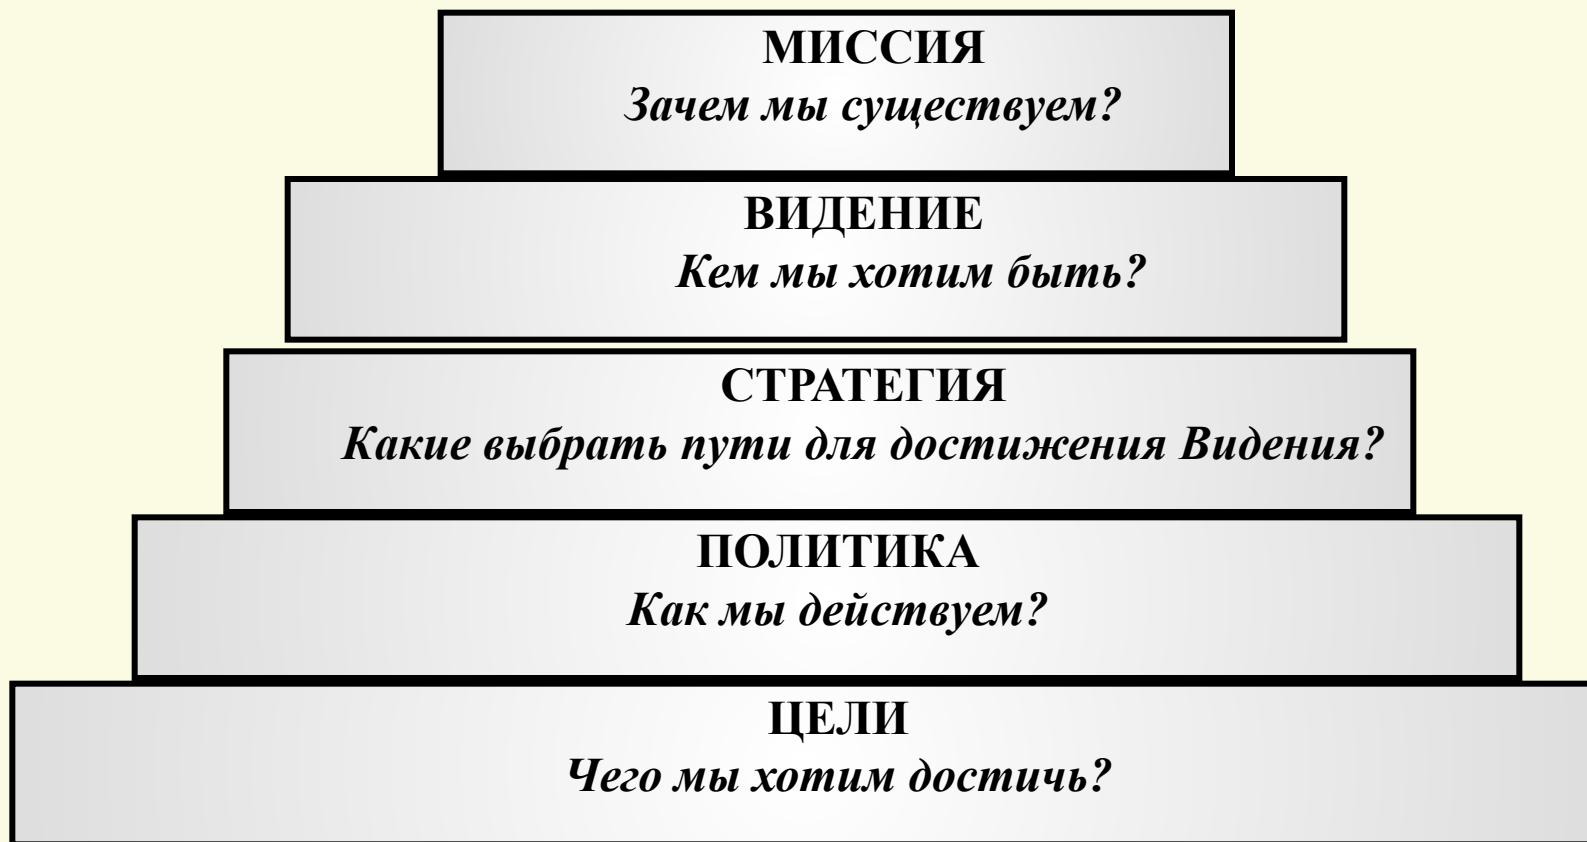 МИССИЯ
Зачем мы существуем?
ВИДЕНИЕ
Кем мы хотим быть?
СТРАТЕГИЯ
Какие выбрать пути для достижения Видения?
ПОЛИТИКА
Как мы действуем?
ЦЕЛИ
Чего мы хотим достичь?